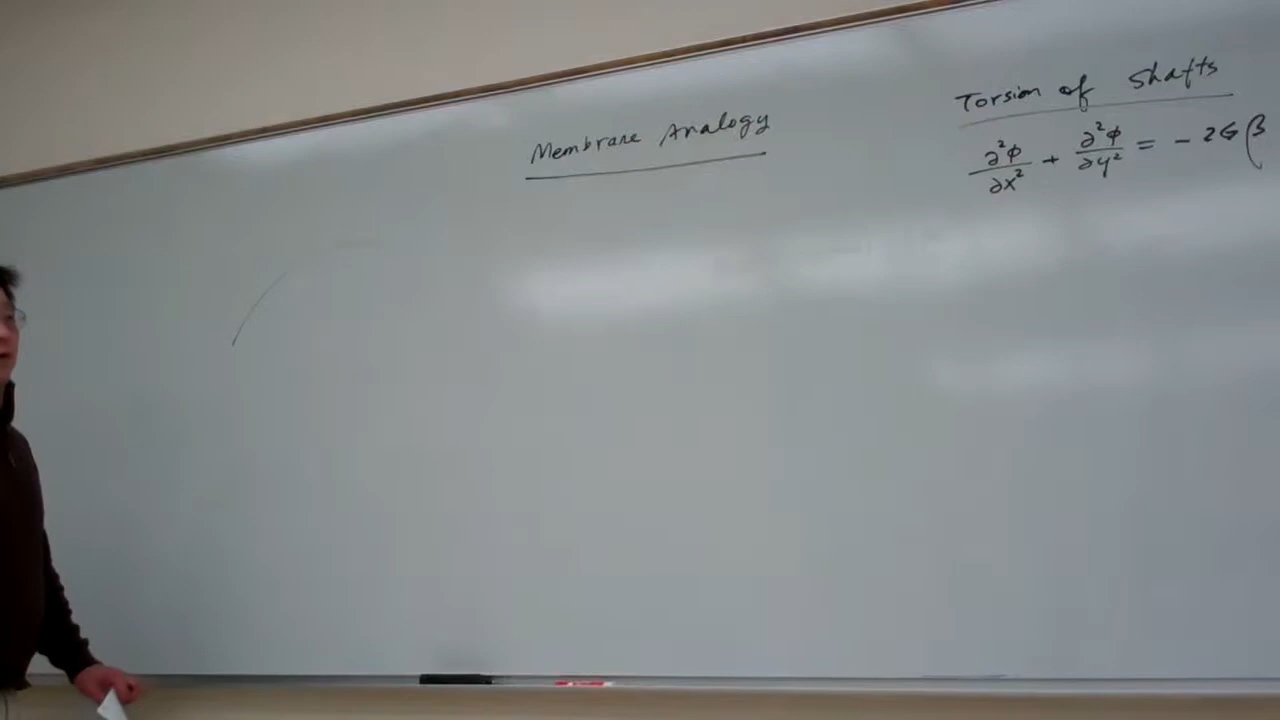 Membrane Analogy
Torsion of Shafts
∂²φ/∂x² + ∂²φ/∂y² = - 2Gβ